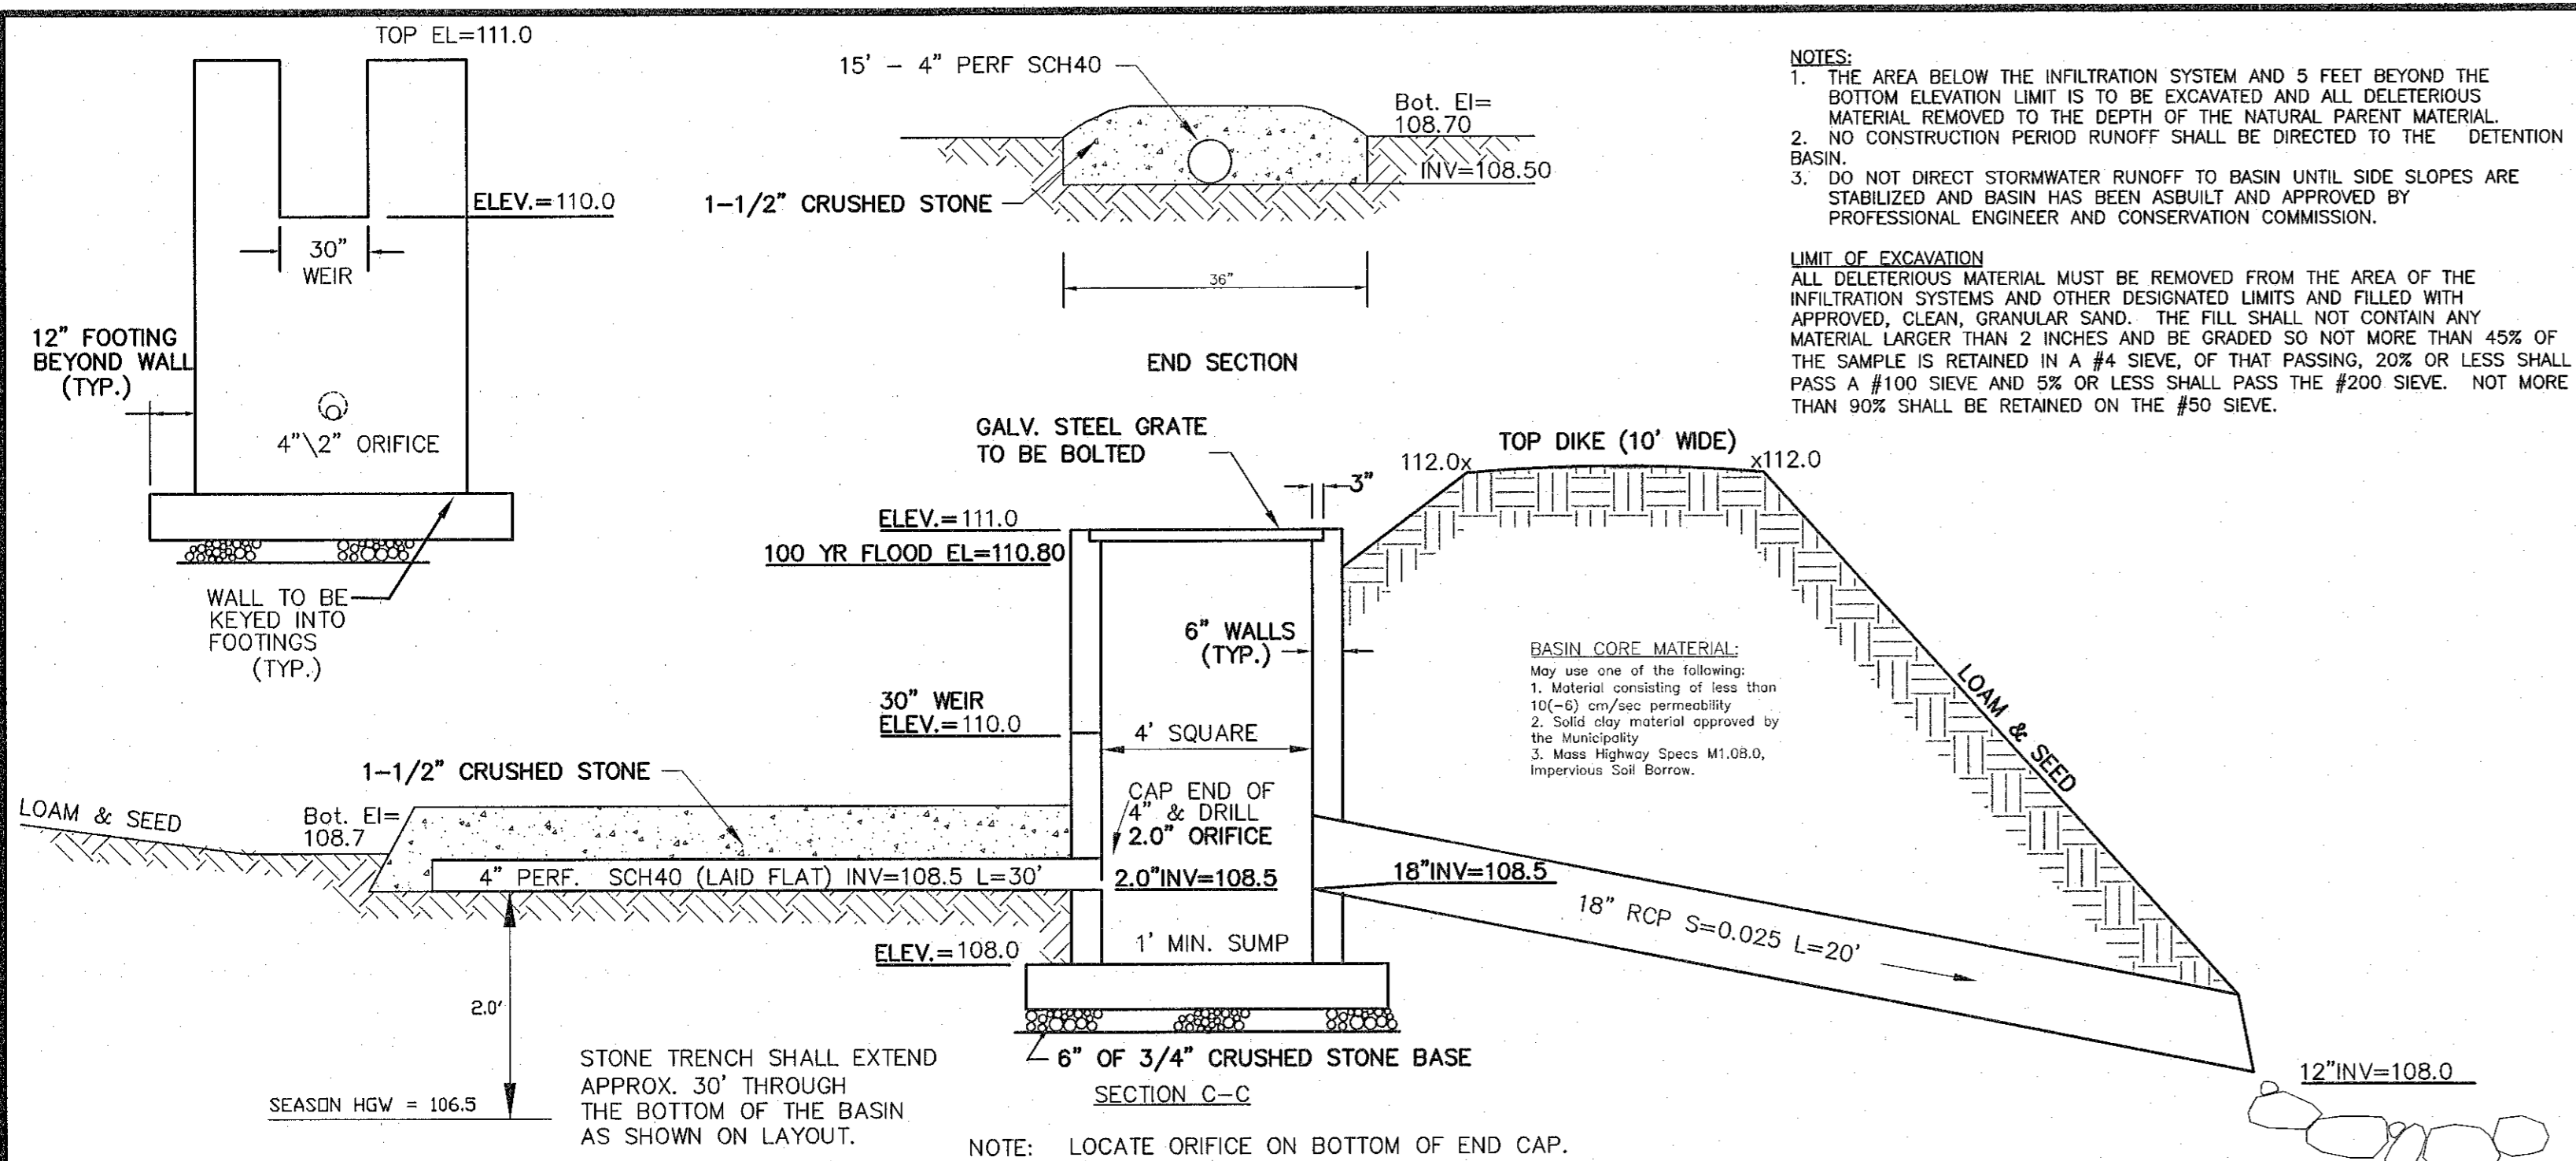 TOP EL=111.0
ELEV.=110.0
30"
WEIR
12" FOOTING
BEYOND WALL
(TYP.)
4"\2" ORIFICE
WALL TO BE
KEYED INTO
FOOTINGS
(TYP.)
15' - 4" PERF SCH40
Bot. El=
108.70
INV=108.50
1-1/2" CRUSHED STONE
36"
END SECTION
NOTES:
1. THE AREA BELOW THE INFILTRATION SYSTEM AND 5 FEET BEYOND THE
BOTTOM ELEVATION LIMIT IS TO BE EXCAVATED AND ALL DELETERIOUS
MATERIAL REMOVED TO THE DEPTH OF THE NATURAL PARENT MATERIAL.
2. NO CONSTRUCTION PERIOD RUNOFF SHALL BE DIRECTED TO THE DETENTION
BASIN.
3. DO NOT DIRECT STORMWATER RUNOFF TO BASIN UNTIL SIDE SLOPES ARE
STABILIZED AND BASIN HAS BEEN ASBUILT AND APPROVED BY
PROFESSIONAL ENGINEER AND CONSERVATION COMMISSION.
LIMIT OF EXCAVATION
ALL DELETERIOUS MATERIAL MUST BE REMOVED FROM THE AREA OF THE
INFILTRATION SYSTEMS AND OTHER DESIGNATED LIMITS AND FILLED WITH
APPROVED, CLEAN, GRANULAR SAND. THE FILL SHALL NOT CONTAIN ANY
MATERIAL LARGER THAN 2 INCHES AND BE GRADED SO NOT MORE THAN 45% OF
THE SAMPLE IS RETAINED IN A #4 SIEVE, OF THAT PASSING, 20% OR LESS SHALL
PASS A #100 SIEVE AND 5% OR LESS SHALL PASS THE #200 SIEVE. NOT MORE
THAN 90% SHALL BE RETAINED ON THE #50 SIEVE.
GALV. STEEL GRATE
TO BE BOLTED
3"
TOP DIKE (10' WIDE)
112.0x
x112.0
ELEV.=111.0
100 YR FLOOD EL=110.80
6" WALLS
(TYP.)
30" WEIR
ELEV.=110.0
4' SQUARE
BASIN CORE MATERIAL:
May use one of the following:
1. Material consisting of less than
10(-6) cm/sec permeability
2. Solid clay material approved by
the Municipality
3. Mass Highway Specs M1.08.0,
Impervious Soil Borrow.
LOAM & SEED
1-1/2" CRUSHED STONE
LOAM & SEED
Bot. El=
108.7
CAP END OF
4" & DRILL
2.0" ORIFICE
4" PERF. SCH40 (LAID FLAT) INV=108.5 L=30'
2.0"INV=108.5
18"INV=108.5
18" RCP S=0.025 L=20'
ELEV.=108.0
1' MIN. SUMP
2.0'
6" OF 3/4" CRUSHED STONE BASE
SECTION C-C
12"INV=108.0
SEASON HGW = 106.5
STONE TRENCH SHALL EXTEND
APPROX. 30' THROUGH
THE BOTTOM OF THE BASIN
AS SHOWN ON LAYOUT.
NOTE: LOCATE ORIFICE ON BOTTOM OF END CAP.